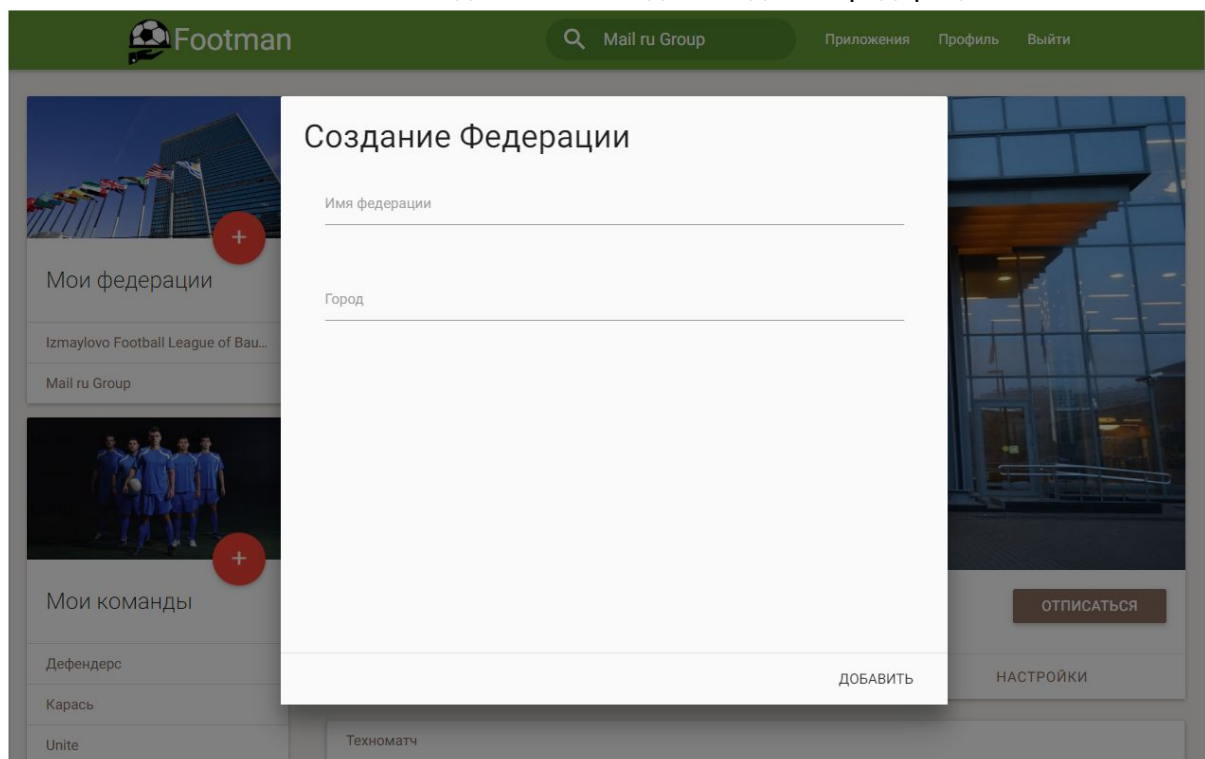 Footman
Mail ru Group
Приложения
Профиль
Выйти
Создание Федерации
Имя федерации
Город
ДОБАВИТЬ
+
Мои федерации
Izmaylovo Football League of Bau...
Mail ru Group
+
Мои команды
Дефендерс
Карась
Unite
ОТПИСАТЬСЯ
НАСТРОЙКИ
Техноматч